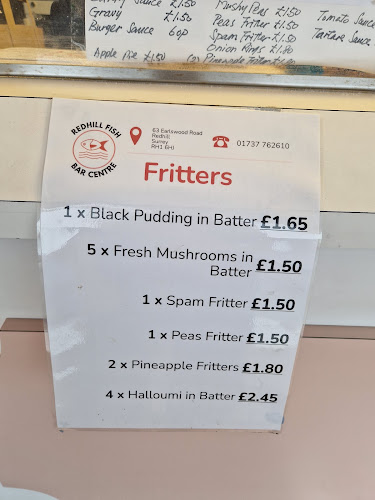 Sauce £1.50
Gravy £1.50
Burger Sauce 60p
Apple Pie £1.50
Mushy Peas £1.50
Peas Fritter £1.50
Spam Fritter £1.50
Onion Rings £1.80
(2) Pineapple Fritter £1.80
Tomato Sauce
Tartare Sauce
REDHILL FISH
BAR CENTRE
63 Earlswood Road
Redhill
Surrey
RH1 6HJ
01737 762610
Fritters
1 x Black Pudding in Batter £1.65
5 x Fresh Mushrooms in
Batter £1.50
1 x Spam Fritter £1.50
1 x Peas Fritter £1.50
2 x Pineapple Fritters £1.80
4 x Halloumi in Batter £2.45